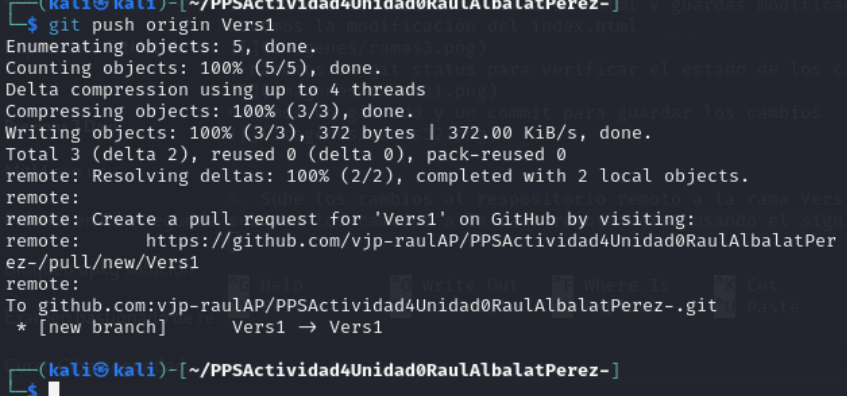 ┌──(kali㉿kali)-[~/PPSActividad4Unidad0RaulAlbalatPerez-]
└─$ git push origin Vers1
Enumerating objects: 5, done.
Counting objects: 100% (5/5), done.
Delta compression using up to 4 threads
Compressing objects: 100% (3/3), done.
Writing objects: 100% (3/3), 372 bytes | 372.00 KiB/s, done.
Total 3 (delta 2), reused 0 (delta 0), pack-reused 0
remote: Resolving deltas: 100% (2/2), completed with 2 local objects.
remote:
remote: Create a pull request for 'Vers1' on GitHub by visiting:
remote:      https://github.com/vjp-raulAP/PPSActividad4Unidad0RaulAlbalatPer
ez-/pull/new/Vers1
remote:
To github.com:vjp-raulAP/PPSActividad4Unidad0RaulAlbalatPerez-.git
 * [new branch]      Vers1 → Vers1
┌──(kali㉿kali)-[~/PPSActividad4Unidad0RaulAlbalatPerez-]
└─$